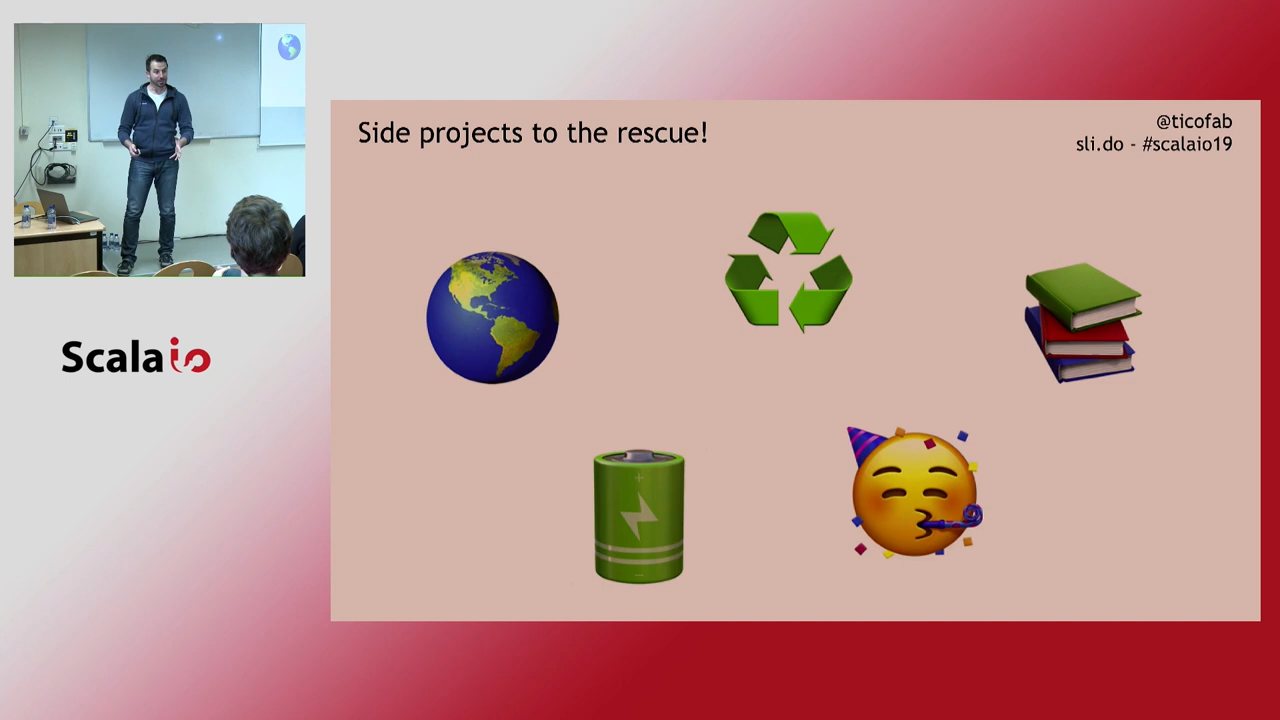 Side projects to the rescue!
@ticofab
sli.do - #scalaio19
Scala io